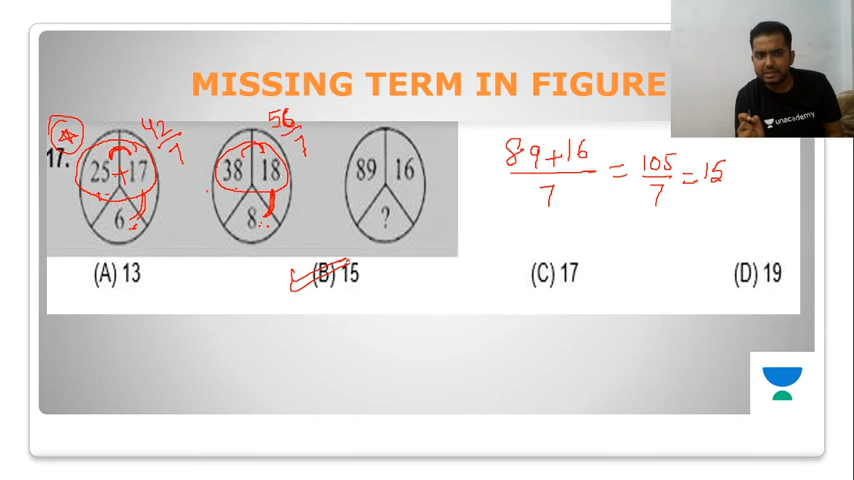 MISSING TERM IN FIGURE
unacademy
17.
42/7
56/7
25 + 17
6
38 18
8
89 16
?
89+16/7 = 105/7 = 15
(A) 13
(B) 15
(C) 17
(D) 19